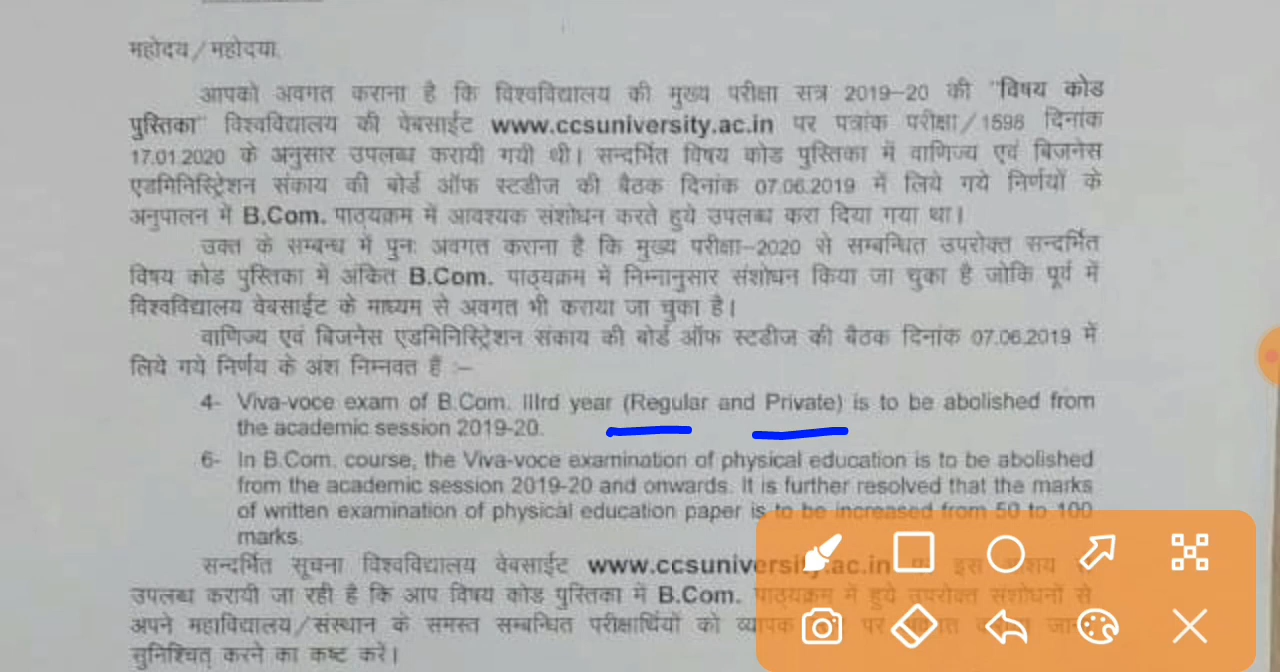 महोदय/महोदया,
आपको अवगत कराना है कि विश्वविद्यालय की मुख्य परीक्षा सत्र 2019-20 की "विषय कोड
पुस्तिका" विश्वविद्यालय की वेबसाईट www.ccsuniversity.ac.in पर पत्रांक परीक्षा/1598 दिनांक
17.01.2020 के अनुसार उपलब्ध करायी गयी थी। सन्दर्भित विषय कोड पुस्तिका में वाणिज्य एवं बिजनेस
एडमिनिस्ट्रेशन संकाय की बोर्ड ऑफ स्टडीज की बैठक दिनांक 07.06.2019 में लिये गये निर्णयों के
अनुपालन में B.Com. पाठ्यक्रम में आवश्यक संशोधन करते हुये उपलब्ध करा दिया गया था।
उक्त के सम्बन्ध में पुनः अवगत कराना है कि मुख्य परीक्षा-2020 से सम्बन्धित उपरोक्त सन्दर्भित
विषय कोड पुस्तिका में अंकित B.Com. पाठ्यक्रम में निम्नानुसार संशोधन किया जा चुका है जोकि पूर्व में
विश्वविद्यालय वेबसाईट के माध्यम से अवगत भी कराया जा चुका है।
वाणिज्य एवं बिजनेस एडमिनिस्ट्रेशन संकाय की बोर्ड ऑफ स्टडीज की बैठक दिनांक 07.06.2019 में
लिये गये निर्णय के अंश निम्नवत हैं :-
4- Viva-voce exam of B.Com. IIIrd year (Regular and Private) is to be abolished from
the academic session 2019-20.
6- In B.Com. course, the Viva-voce examination of physical education is to be abolished
from the academic session 2019-20 and onwards. It is further resolved that the marks
of written examination of physical education paper is to be increased from 50 to 100
marks.
सन्दर्भित सूचना विश्वविद्यालय वेबसाईट www.ccsuniversity.ac.in इस
उपलब्ध करायी जा रही है कि आप विषय कोड पुस्तिका में B.Com. पाठ्यक्रम में हुये उपरोक्त संशोधनों से
अपने महाविद्यालय/संस्थान के समस्त सम्बन्धित परीक्षार्थियों को पर
सुनिश्चित करने का कष्ट करें।